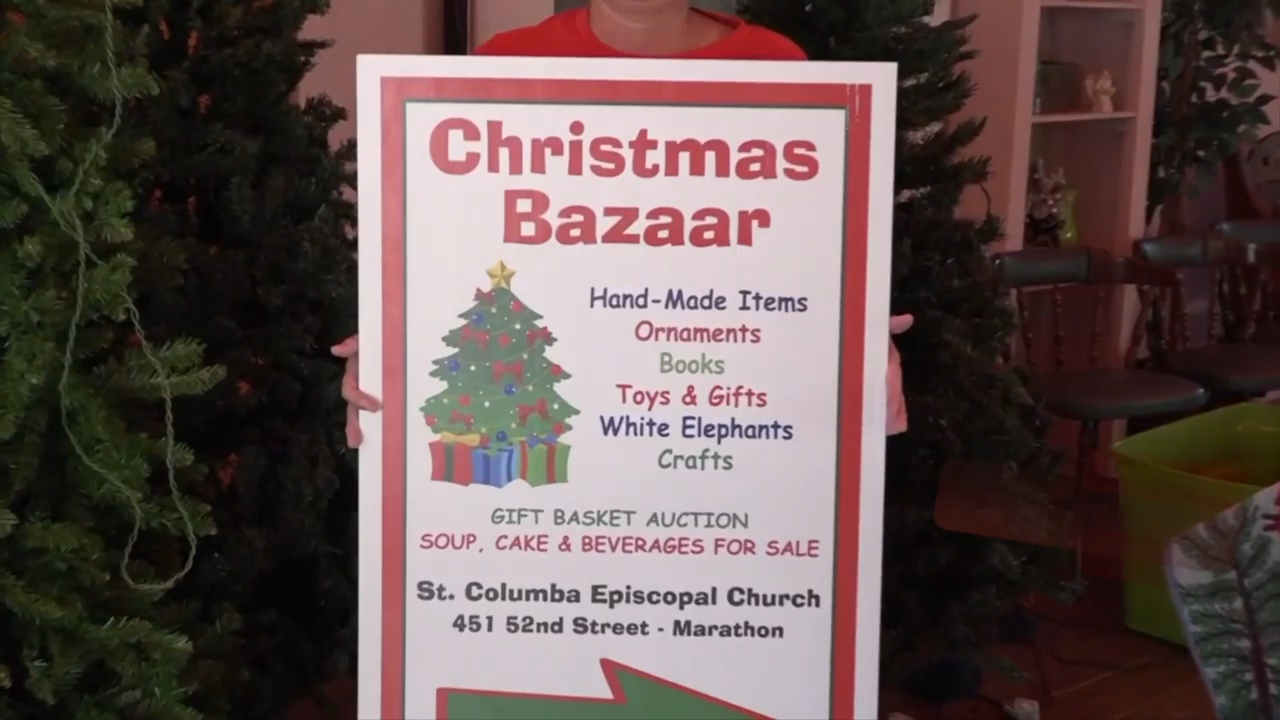 Christmas
Bazaar
Hand-Made Items
Ornaments
Books
Toys & Gifts
White Elephants
Crafts
GIFT BASKET AUCTION
SOUP, CAKE & BEVERAGES FOR SALE
St. Columba Episcopal Church
451 52nd Street - Marathon